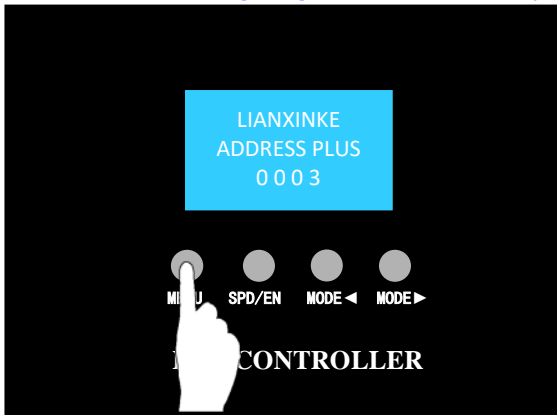 LIANXINKE
ADDRESS PLUS
0 0 0 3
SPD/EN MODE◄ MODE►
CONTROLLER